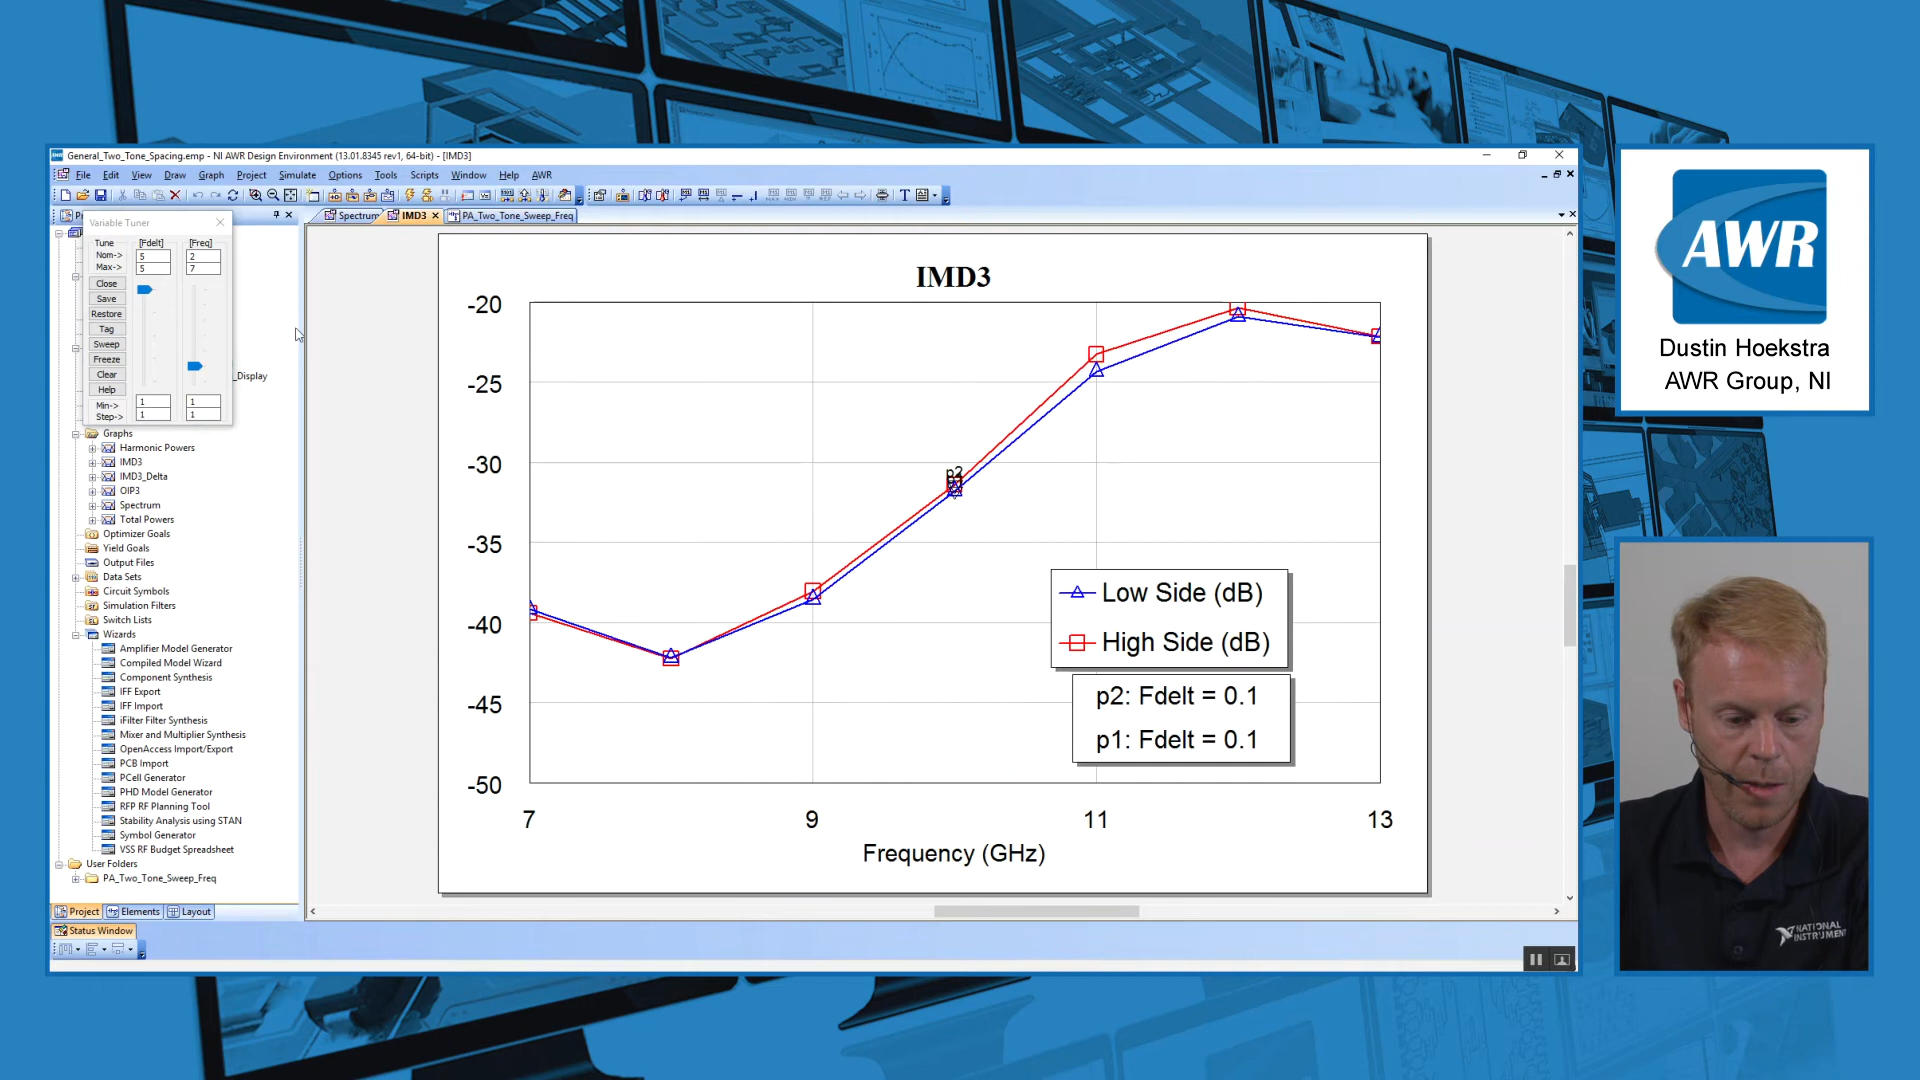 General_Two_Tone_Spacing.emp - NI AWR Design Environment (13.01.8345 rev1, 64-bit) - [IMD3]
File Edit View Draw Graph Project Simulate Options Tools Scripts Window Help AWR
Spectrum IMD3 PA_Two_Tone_Sweep_Freq
Variable Tuner
Tune [Fdelt] [Freq]
Nom-> 5 2
Max-> 5 7
Close
Save
Restore
Tag
Sweep
Freeze
Clear
Help
Min-> 1 1
Step-> 1 1
_Display
Graphs
Harmonic Powers
IMD3
IMD3_Delta
OIP3
Spectrum
Total Powers
Optimizer Goals
Yield Goals
Output Files
Data Sets
Circuit Symbols
Simulation Filters
Switch Lists
Wizards
Amplifier Model Generator
Compiled Model Wizard
Component Synthesis
IFF Export
IFF Import
iFilter Filter Synthesis
Mixer and Multiplier Synthesis
OpenAccess Import/Export
PCB Import
PCell Generator
PHD Model Generator
RFP RF Planning Tool
Stability Analysis using STAN
Symbol Generator
VSS RF Budget Spreadsheet
User Folders
PA_Two_Tone_Sweep_Freq
Project Elements Layout
Status Window
IMD3
-20
-25
-30
-35
-40
-45
-50
p2
Low Side (dB)
High Side (dB)
p2: Fdelt = 0.1
p1: Fdelt = 0.1
7 9 11 13
Frequency (GHz)
AWR
Dustin Hoekstra
AWR Group, NI
NATIONAL
INSTRUMENT